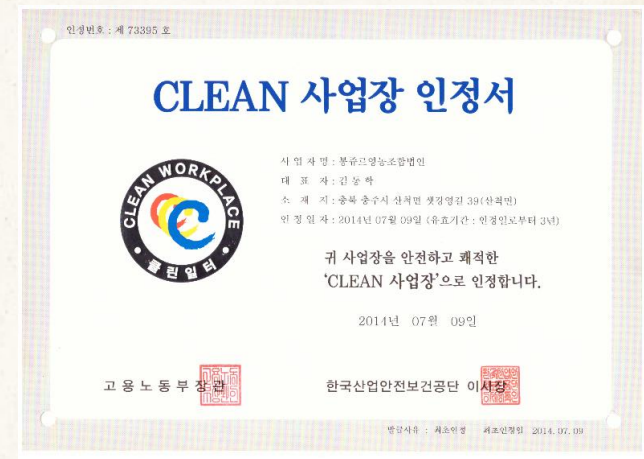 인정번호 : 제 73395 호
CLEAN 사업장 인정서
CLEAN WORKPLACE
클린일터
사 업 자 명 : 봉쥬르영농조합법인
대 표 자 : 김동학
소 재 지 : 충북 충주시 산척면 샛강영길 39(산척면)
인 정 일 자 : 2014년 07월 09일 (유효기간 : 인정일로부터 3년)
귀 사업장을 안전하고 쾌적한
'CLEAN 사업장'으로 인정합니다.
2014년 07월 09일
고 용 노 동 부 장 관
한국산업안전보건공단 이사장
발급사유 : 최초인정 최초인정일 2014.07.09